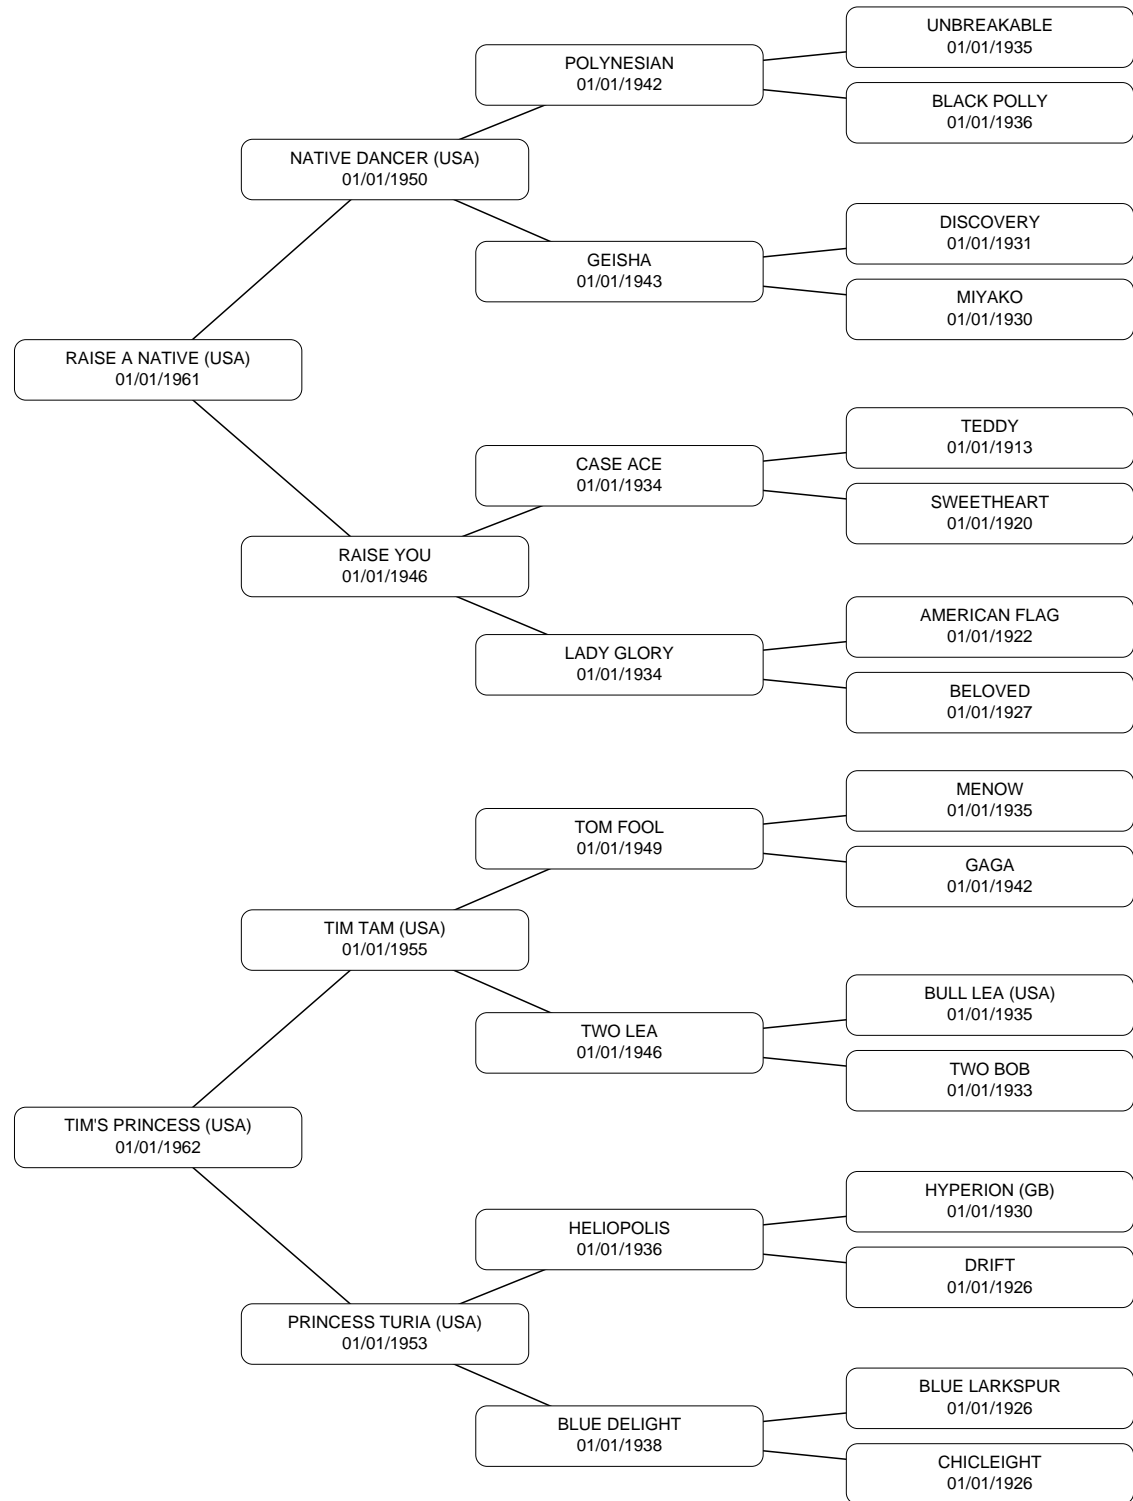 UNBREAKABLE
01/01/1935
POLYNESIAN
01/01/1942
BLACK POLLY
01/01/1936
NATIVE DANCER (USA)
01/01/1950
DISCOVERY
01/01/1931
GEISHA
01/01/1943
MIYAKO
01/01/1930
RAISE A NATIVE (USA)
01/01/1961
TEDDY
01/01/1913
CASE ACE
01/01/1934
SWEETHEART
01/01/1920
RAISE YOU
01/01/1946
AMERICAN FLAG
01/01/1922
LADY GLORY
01/01/1934
BELOVED
01/01/1927
MENOW
01/01/1935
TOM FOOL
01/01/1949
GAGA
01/01/1942
TIM TAM (USA)
01/01/1955
BULL LEA (USA)
01/01/1935
TWO LEA
01/01/1946
TWO BOB
01/01/1933
TIM'S PRINCESS (USA)
01/01/1962
HYPERION (GB)
01/01/1930
HELIOPOLIS
01/01/1936
DRIFT
01/01/1926
PRINCESS TURIA (USA)
01/01/1953
BLUE LARKSPUR
01/01/1926
BLUE DELIGHT
01/01/1938
CHICLEIGHT
01/01/1926